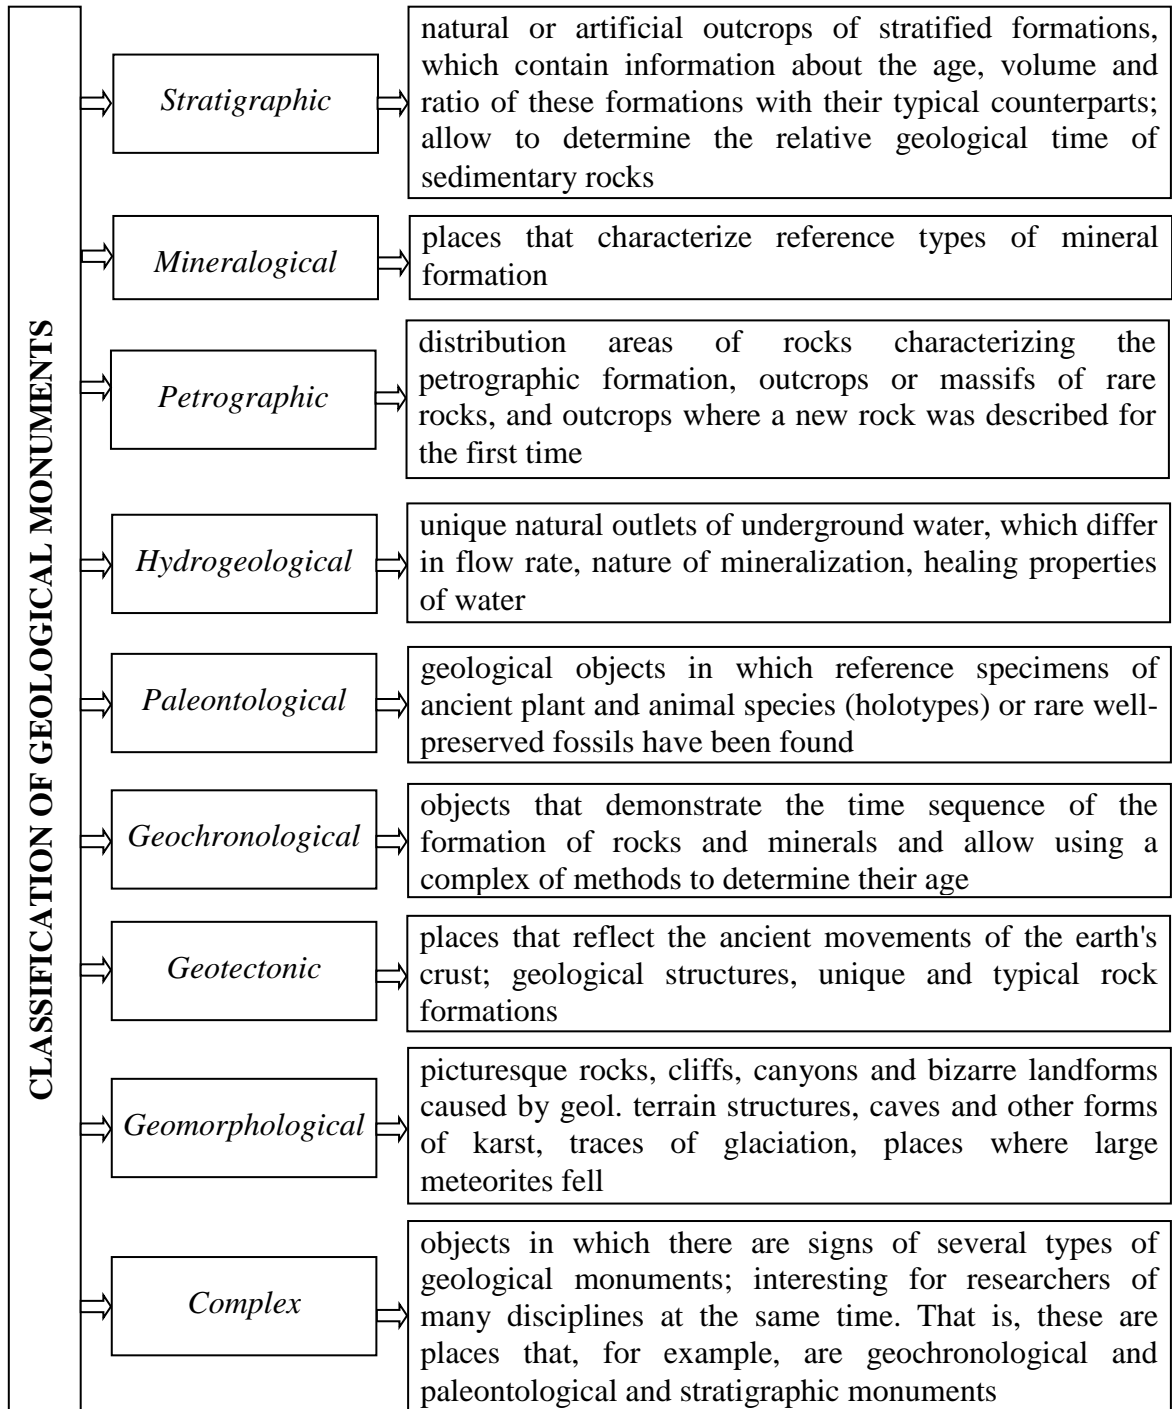 CLASSIFICATION OF GEOLOGICAL MONUMENTS
Stratigraphic
natural or artificial outcrops of stratified formations,
which contain information about the age, volume and
ratio of these formations with their typical counterparts;
allow to determine the relative geological time of
sedimentary rocks
Mineralogical
places that characterize reference types of mineral
formation
Petrographic
distribution areas of rocks characterizing the
petrographic formation, outcrops or massifs of rare
rocks, and outcrops where a new rock was described for
the first time
Hydrogeological
unique natural outlets of underground water, which differ
in flow rate, nature of mineralization, healing properties
of water
Paleontological
geological objects in which reference specimens of
ancient plant and animal species (holotypes) or rare well-
preserved fossils have been found
Geochronological
objects that demonstrate the time sequence of the
formation of rocks and minerals and allow using a
complex of methods to determine their age
Geotectonic
places that reflect the ancient movements of the earth's
crust; geological structures, unique and typical rock
formations
Geomorphological
picturesque rocks, cliffs, canyons and bizarre landforms
caused by geol. terrain structures, caves and other forms
of karst, traces of glaciation, places where large
meteorites fell
Complex
objects in which there are signs of several types of
geological monuments; interesting for researchers of
many disciplines at the same time. That is, these are
places that, for example, are geochronological and
paleontological and stratigraphic monuments